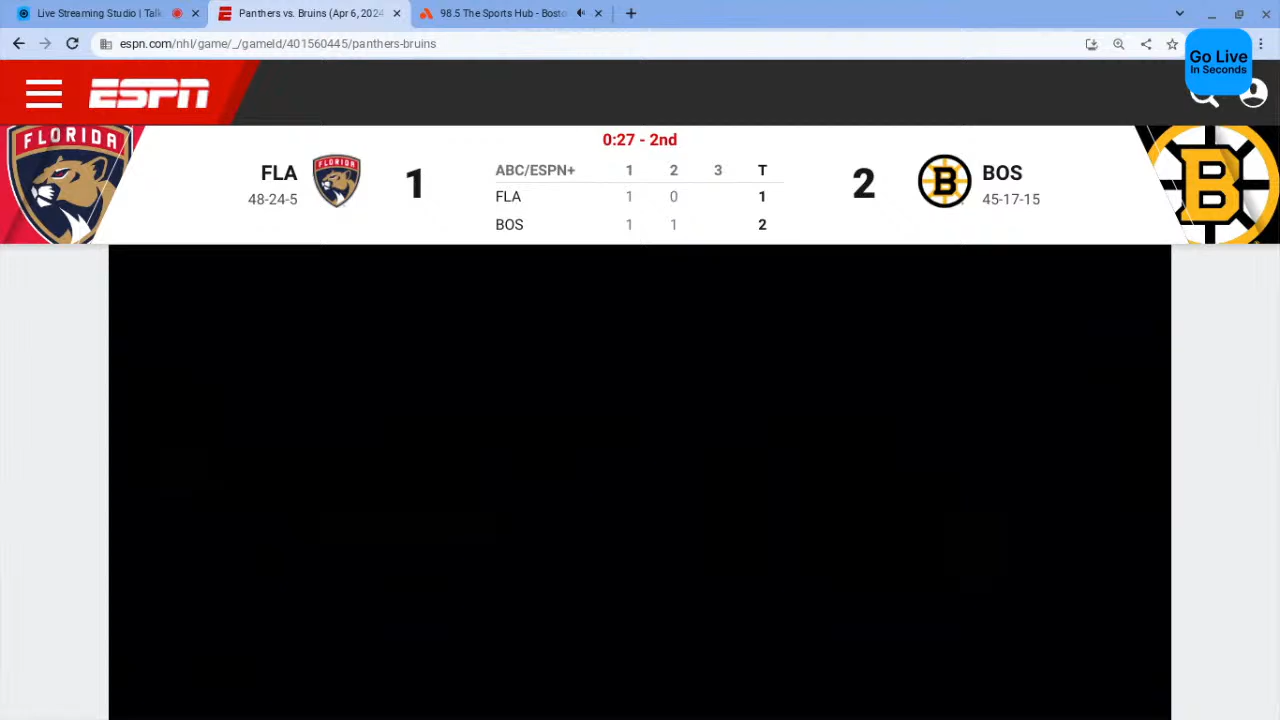 Live Streaming Studio | Talk
Panthers vs. Bruins (Apr 6, 2024
98.5 The Sports Hub - Bosto
espn.com/nhl/game/_/gameId/401560445/panthers-bruins
Go Live
In Seconds
ESPN
FLORIDA
0:27 - 2nd
FLA
48-24-5
FLORIDA
1
ABC/ESPN+ 1 2 3 T
FLA 1 0 1
BOS 1 1 2
2
B
BOS
45-17-15
B